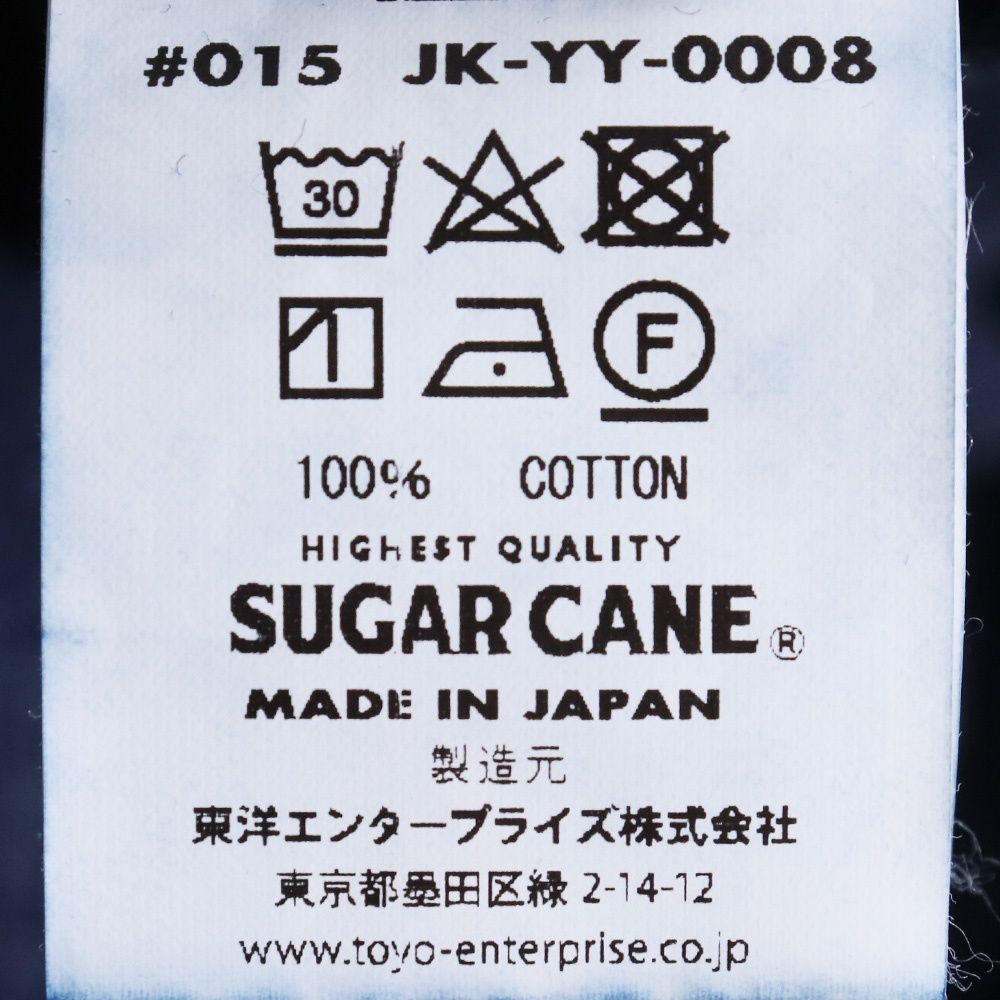 #015 JK-YY-0008
30
F
100% COTTON
HIGHEST QUALITY
SUGAR CANE®
MADE IN JAPAN
製造元
東洋エンタープライズ株式会社
東京都墨田区緑 2-14-12
www.toyo-enterprise.co.jp